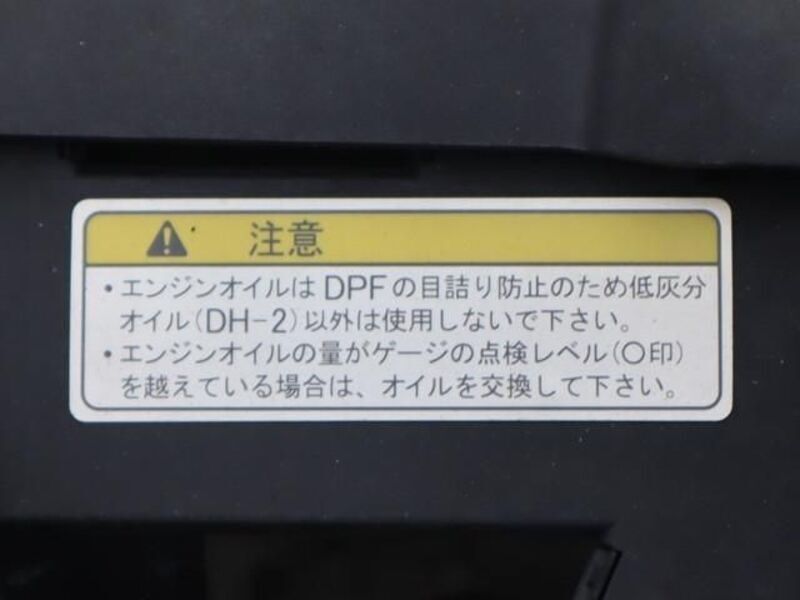 注意
・エンジンオイルはDPFの目詰り防止のため低灰分
オイル(DH-2)以外は使用しないで下さい。
・エンジンオイルの量がゲージの点検レベル(〇印)
を越えている場合は、オイルを交換して下さい。